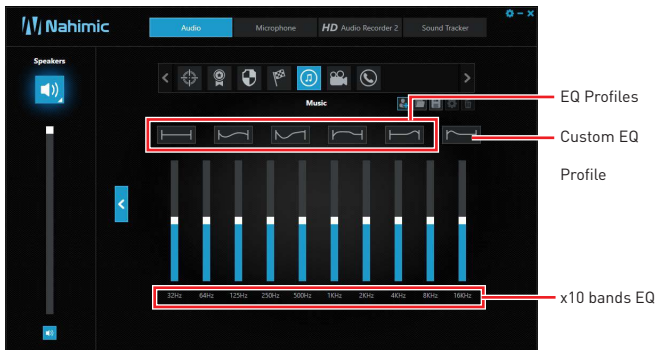 Nahimic
Audio
Microphone
HD Audio Recorder 2
Sound Tracker
Speakers
Music
EQ Profiles
Custom EQ
Profile
32Hz 64Hz 125Hz 250Hz 500Hz 1KHz 2KHz 4KHz 8KHz 16KHz
x10 bands EQ